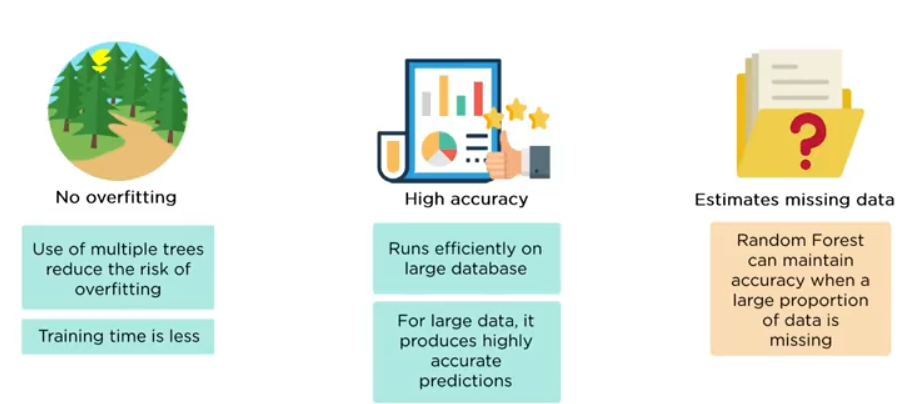 No overfitting
Use of multiple trees
reduce the risk of
overfitting
Training time is less
High accuracy
Runs efficiently on
large database
For large data, it
produces highly
accurate
predictions
?
Estimates missing data
Random Forest
can maintain
accuracy when a
large proportion
of data is
missing